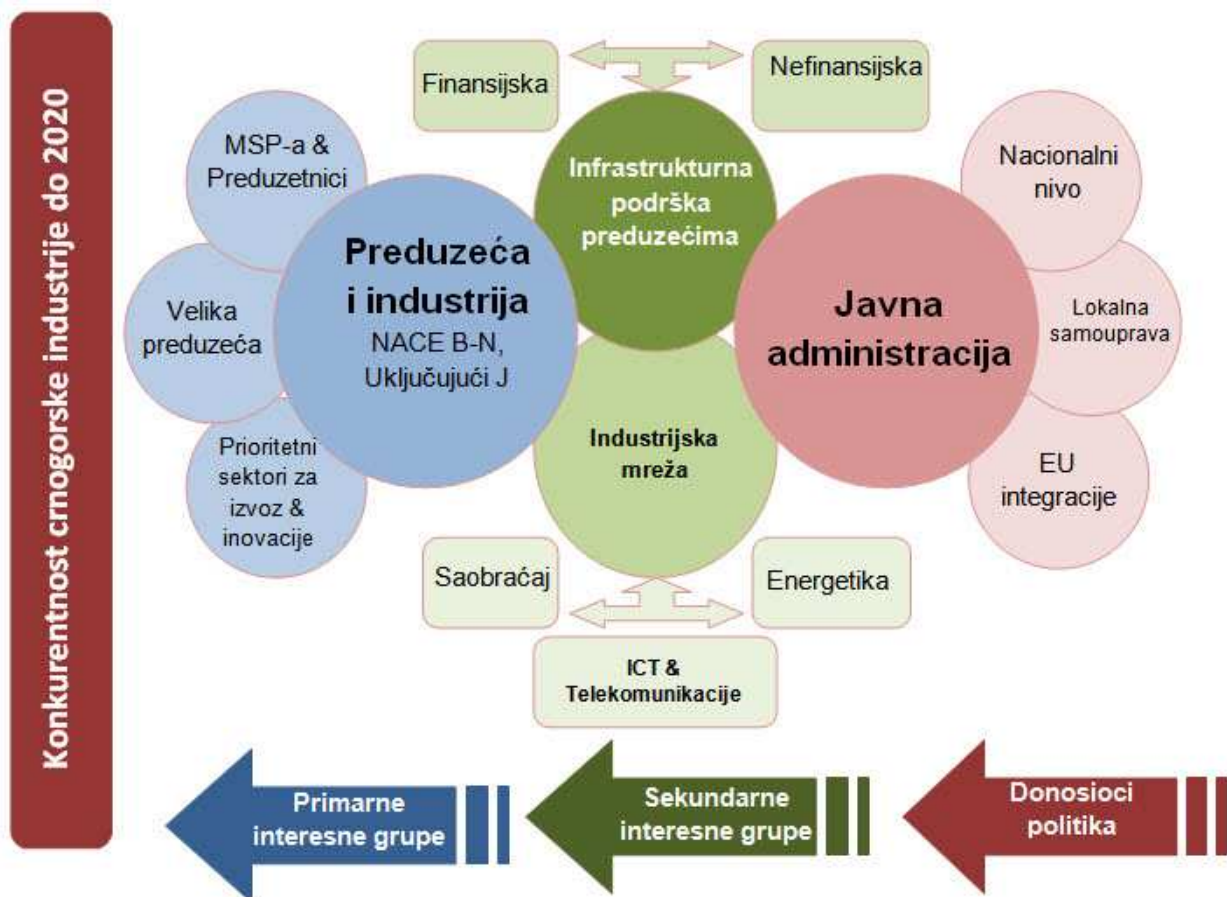 Konkurentnost crnogorske industrije do 2020
Finansijska
Nefinansijska
MSP-a &
Preduzetnici
Velika
preduzeća
Prioritetni
sektori za
izvoz &
inovacije
Preduzeća
i industrija
NACE B-N,
Uključujući J
Infrastrukturna
podrška
preduzećima
Industrijska
mreža
Javna
administracija
Nacionalni
nivo
Lokalna
samouprava
EU
integracije
Saobraćaj
Energetika
ICT &
Telekomunikacije
Primarne
interesne grupe
Sekundarne
interesne grupe
Donosioci
politika